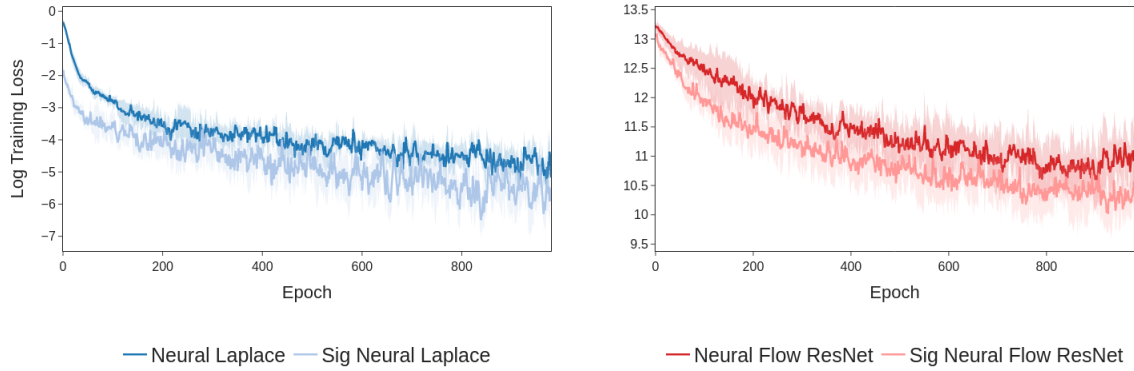 Log Training Loss
0
−1
−2
−3
−4
−5
−6
−7
0 200 400 600 800
Epoch
Neural Laplace Sig Neural Laplace
13.5
13
12.5
12
11.5
11
10.5
10
9.5
0 200 400 600 800
Epoch
Neural Flow ResNet Sig Neural Flow ResNet